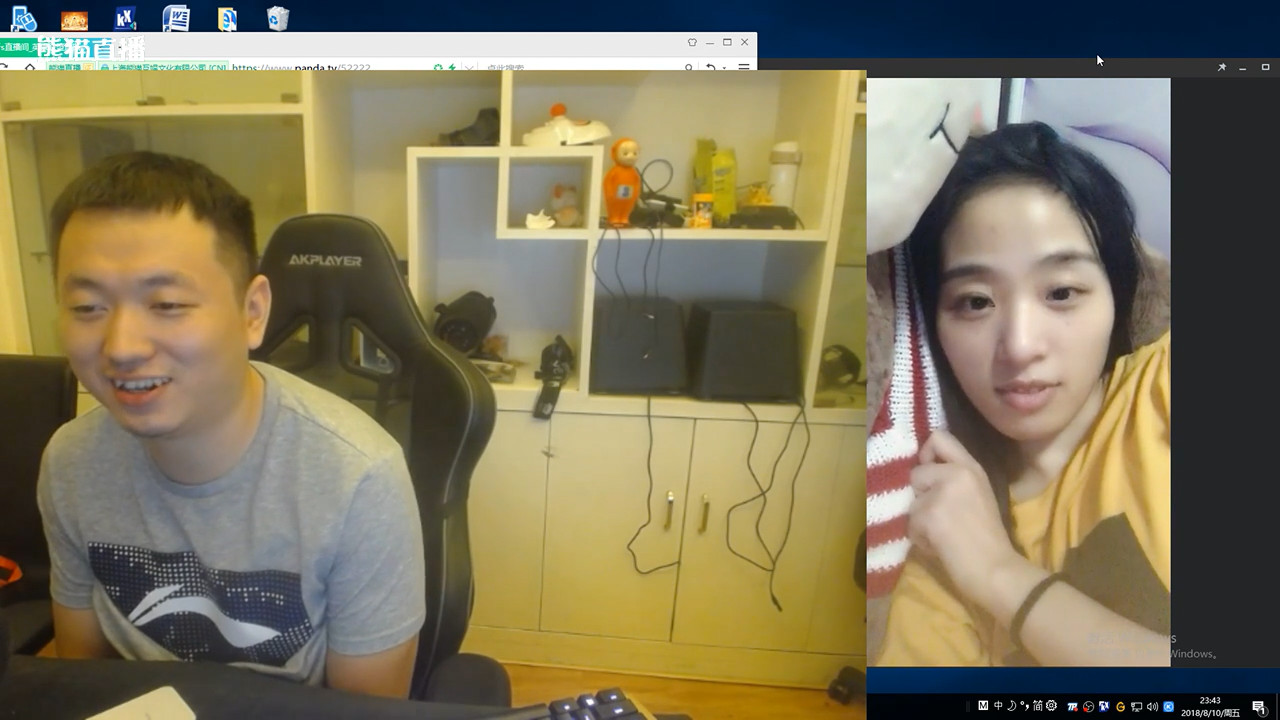 熊猫直播
s直播间_英
熊猫直播
上海熊猫互娱文化有限公司 [CN]
https://www.panda.tv/52222
点此搜索
AKPLAYER
Windows。
M 中 简
23:43
2018/8/10/周五